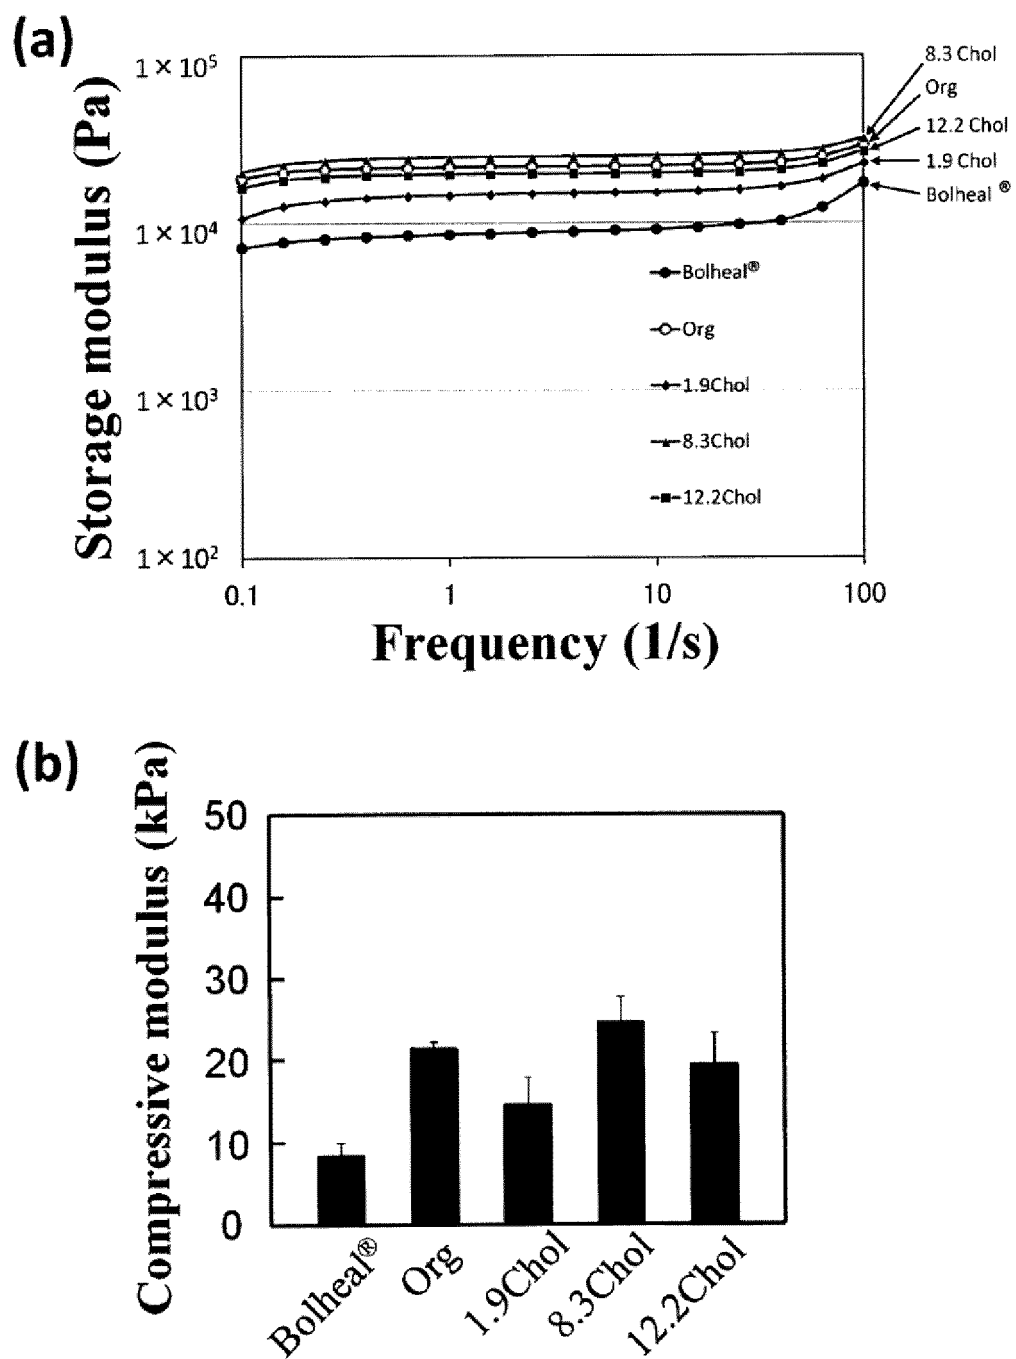 (a)
Storage modulus (Pa)
1×10⁵
1×10⁴
1×10³
1×10²
0.1
1
10
100
Frequency (1/s)
8.3 Chol
Org
12.2 Chol
1.9 Chol
Bolheal ®
Bolheal®
Org
1.9Chol
8.3Chol
12.2Chol
(b)
Compressive modulus (kPa)
50
40
30
20
10
0
Bolheal®
Org
1.9Chol
8.3Chol
12.2Chol